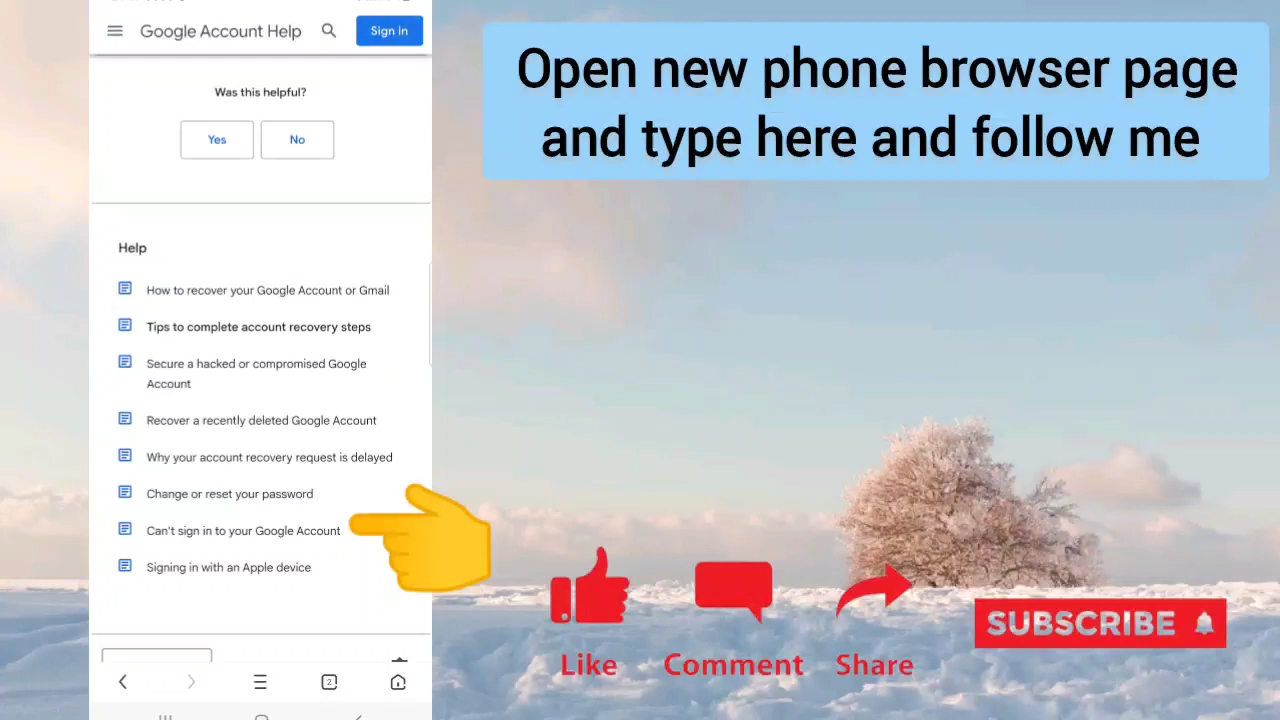 Google Account Help
Sign in
Open new phone browser page
and type here and follow me
Was this helpful?
Yes
No
Help
How to recover your Google Account or Gmail
Tips to complete account recovery steps
Secure a hacked or compromised Google
Account
Recover a recently deleted Google Account
Why your account recovery request is delayed
Change or reset your password
Can't sign in to your Google Account
Signing in with an Apple device
2
Like
Comment
Share
SUBSCRIBE